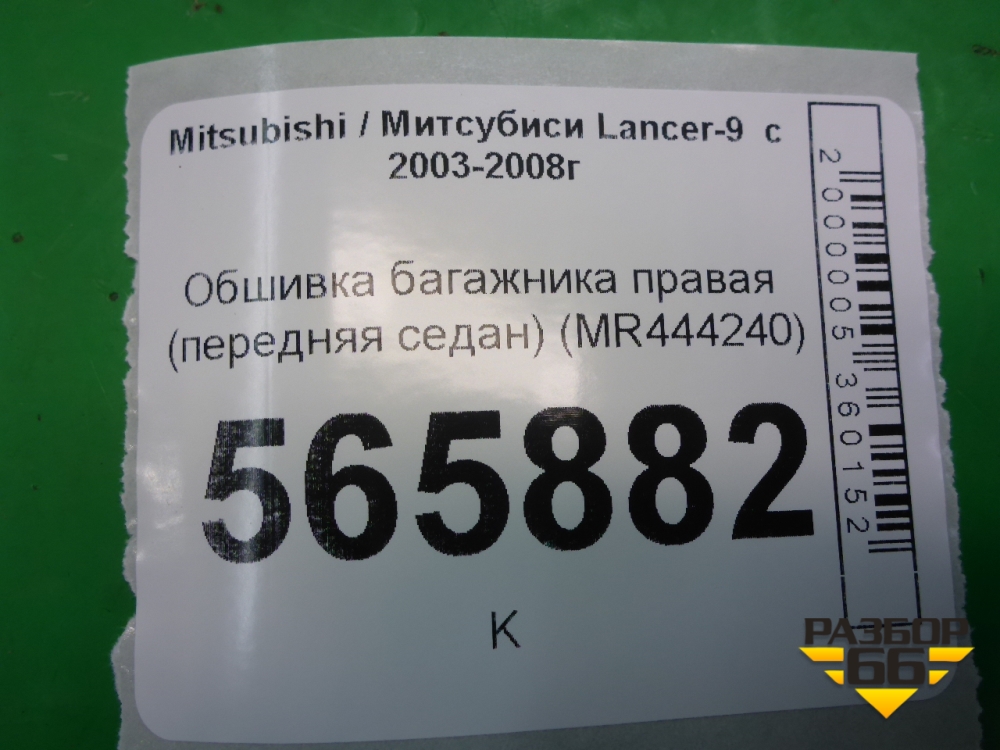 Mitsubishi / Митсубиси Lancer-9 с
2003-2008г
Обшивка багажника правая
(передняя седан) (MR444240)
565882
К
2000005360152
РАЗБОР
66